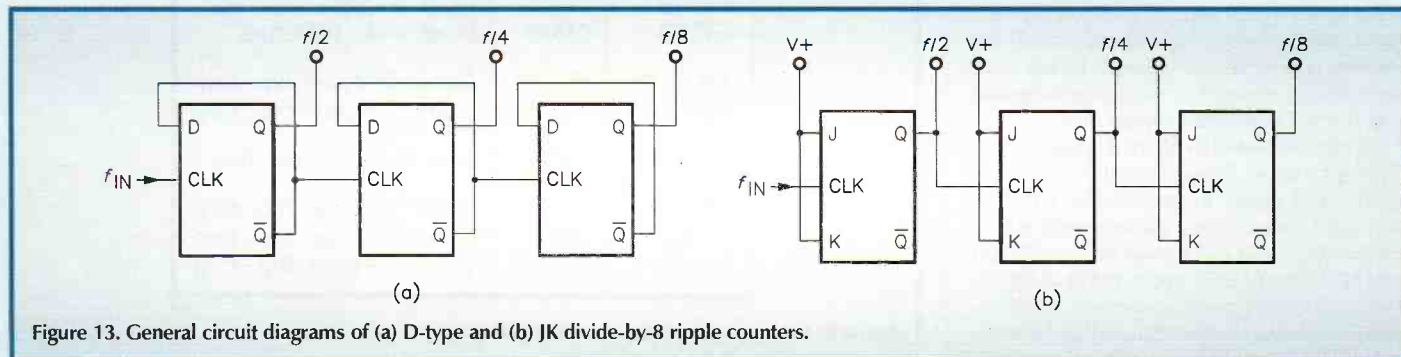 f/2 f/4 f/8 V+ f/2 V+ f/4 V+ f/8
D Q D Q D Q J Q J Q J Q
fIN CLK CLK CLK fIN CLK CLK CLK
Q̅ Q̅ Q̅ K Q̅ K Q̅ K Q̅
(a) (b)
Figure 13. General circuit diagrams of (a) D-type and (b) JK divide-by-8 ripple counters.